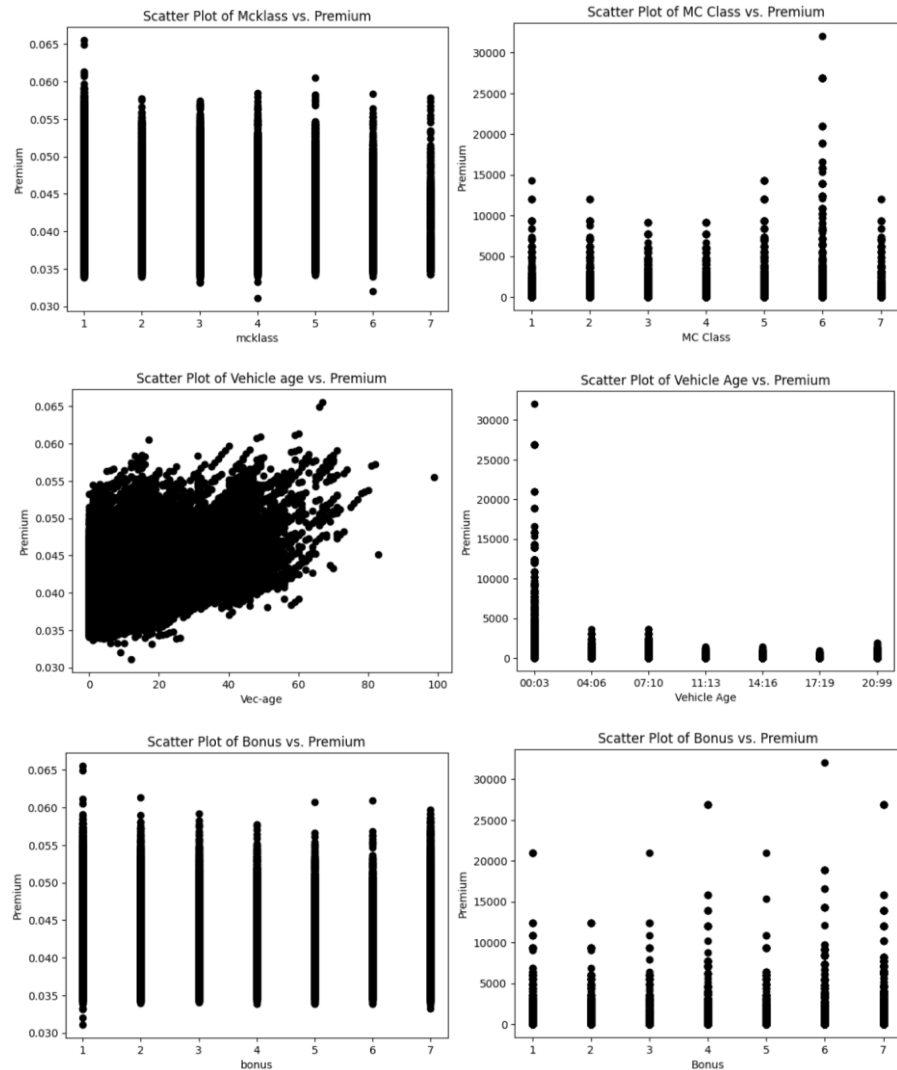 Scatter Plot of Mcklass vs. Premium
0.065
0.060
0.055
0.050
0.045
0.040
0.035
0.030
Premium
1 2 3 4 5 6 7
mcklass
Scatter Plot of MC Class vs. Premium
30000
25000
20000
15000
10000
5000
0
Premium
1 2 3 4 5 6 7
MC Class
Scatter Plot of Vehicle age vs. Premium
0.065
0.060
0.055
0.050
0.045
0.040
0.035
0.030
Premium
0 20 40 60 80 100
Vec-age
Scatter Plot of Vehicle Age vs. Premium
30000
25000
20000
15000
10000
5000
0
Premium
00:03 04:06 07:10 11:13 14:16 17:19 20:99
Vehicle Age
Scatter Plot of Bonus vs. Premium
0.065
0.060
0.055
0.050
0.045
0.040
0.035
0.030
Premium
1 2 3 4 5 6 7
bonus
Scatter Plot of Bonus vs. Premium
30000
25000
20000
15000
10000
5000
0
Premium
1 2 3 4 5 6 7
Bonus